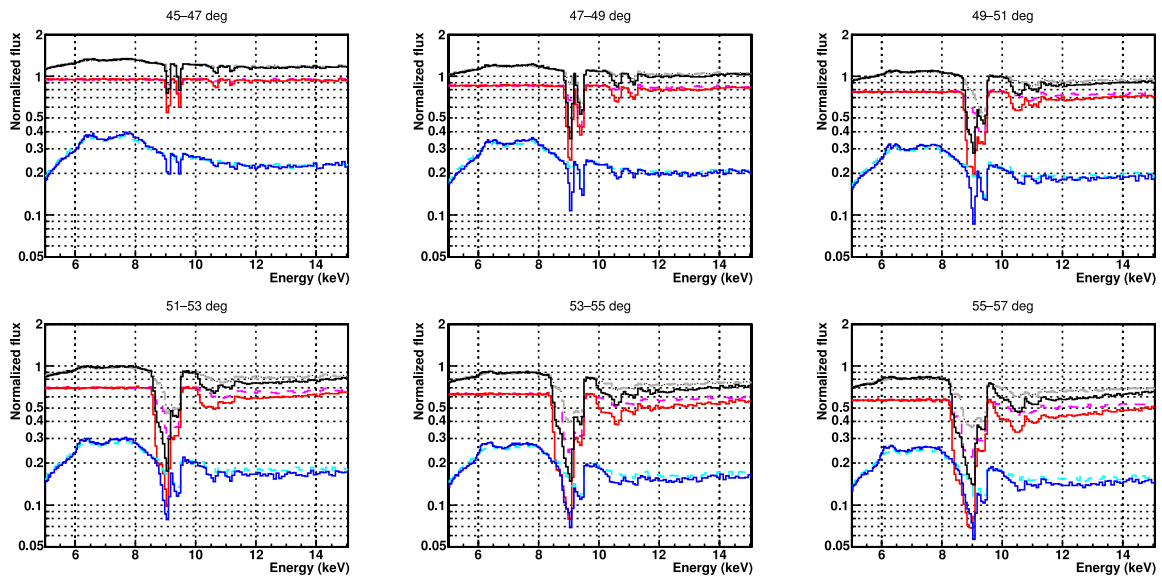 45–47 deg
Normalized flux
2
1
0.5
0.4
0.3
0.2
0.1
0.05
6 8 10 12 14
Energy (keV)
47–49 deg
Normalized flux
2
1
0.5
0.4
0.3
0.2
0.1
0.05
6 8 10 12 14
Energy (keV)
49–51 deg
Normalized flux
2
1
0.5
0.4
0.3
0.2
0.1
0.05
6 8 10 12 14
Energy (keV)
51–53 deg
Normalized flux
2
1
0.5
0.4
0.3
0.2
0.1
0.05
6 8 10 12 14
Energy (keV)
53–55 deg
Normalized flux
2
1
0.5
0.4
0.3
0.2
0.1
0.05
6 8 10 12 14
Energy (keV)
55–57 deg
Normalized flux
2
1
0.5
0.4
0.3
0.2
0.1
0.05
6 8 10 12 14
Energy (keV)